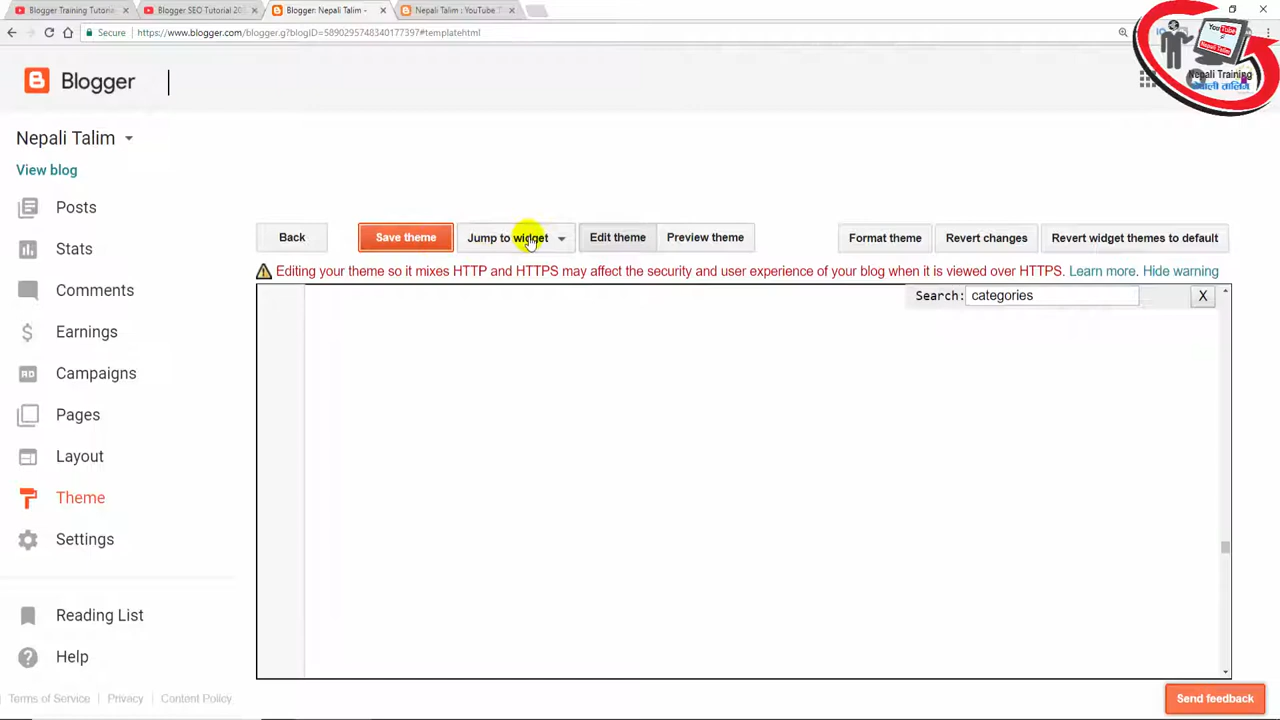 Blogger Training Tutoria
Blogger SEO Tutorial 20
Blogger: Nepali Talim -
Nepali Talim : YouTube T
Secure
https://www.blogger.com/blogger.g?blogID=5890295748340177397#templatehtml
YouTube
Nepali Talim
Nepali Training
नेपाली तालिम
Blogger
Nepali Talim
View blog
Posts
Stats
Comments
Earnings
Campaigns
Pages
Layout
Theme
Settings
Reading List
Help
Terms of Service | Privacy | Content Policy
Back
Save theme
Jump to widget
Edit theme
Preview theme
Format theme
Revert changes
Revert widget themes to default
Editing your theme so it mixes HTTP and HTTPS may affect the security and user experience of your blog when it is viewed over HTTPS. Learn more. Hide warning
Search: categories
X
Send feedback